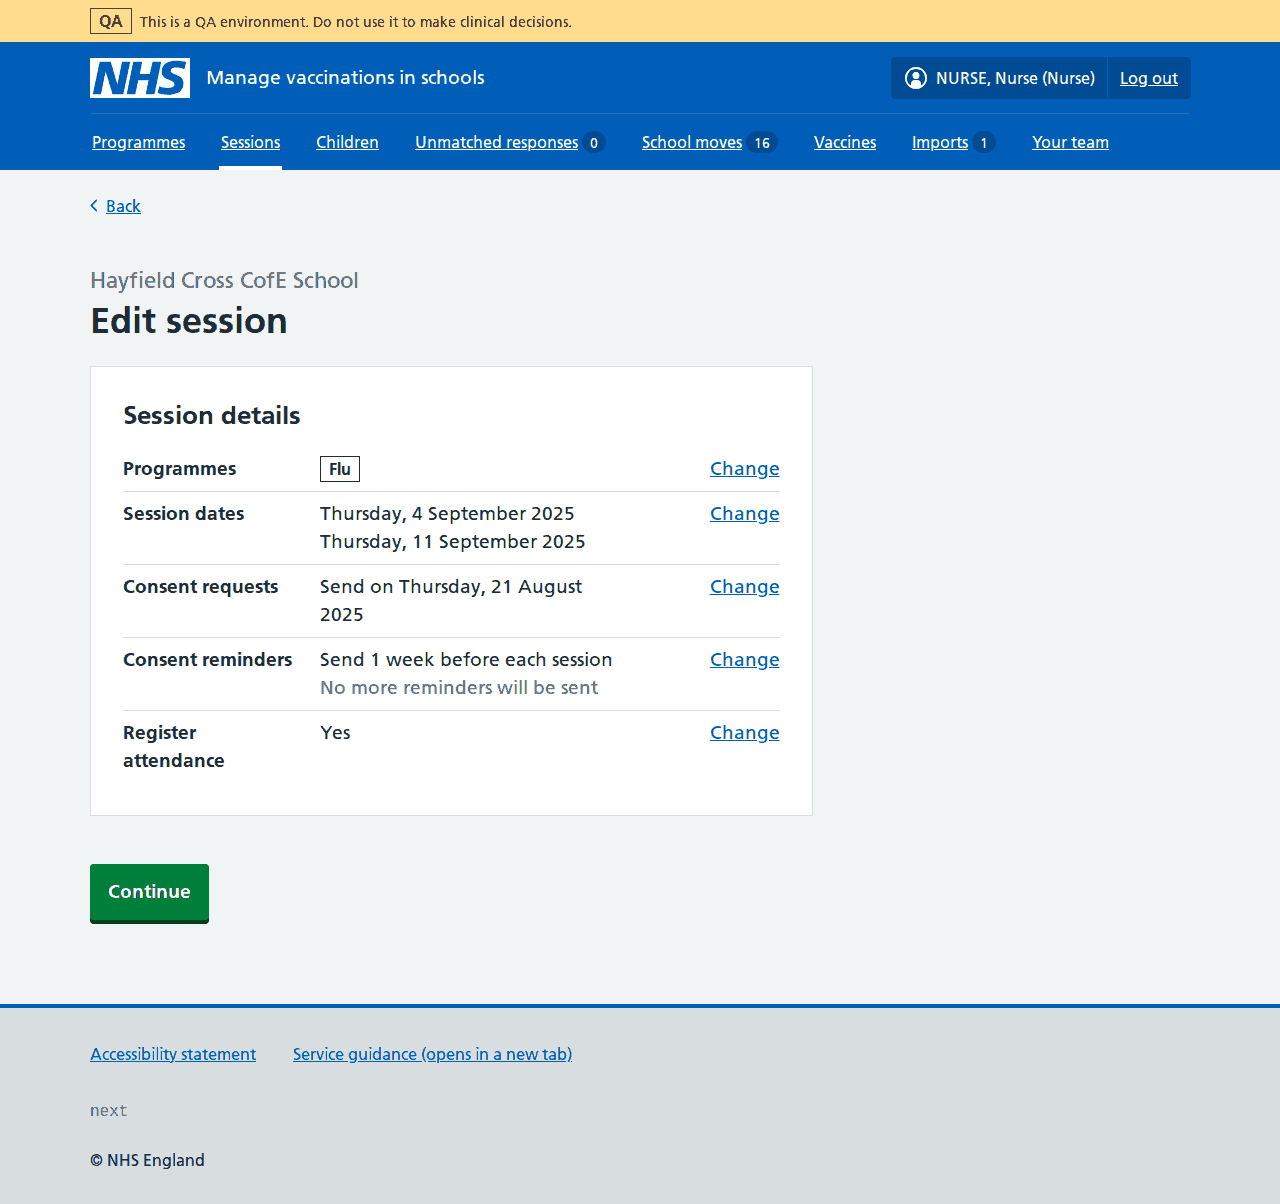 QA This is a QA environment. Do not use it to make clinical decisions.
NHS Manage vaccinations in schools NURSE, Nurse (Nurse) Log out
Programmes Sessions Children Unmatched responses 0 School moves 16 Vaccines Imports 1 Your team
Back
Hayfield Cross CofE School
Edit session
Session details
Programmes Flu Change
Session dates Thursday, 4 September 2025 Change
Thursday, 11 September 2025
Consent requests Send on Thursday, 21 August Change
2025
Consent reminders Send 1 week before each session Change
No more reminders will be sent
Register Yes Change
attendance
Continue
Accessibility statement Service guidance (opens in a new tab)
next
© NHS England